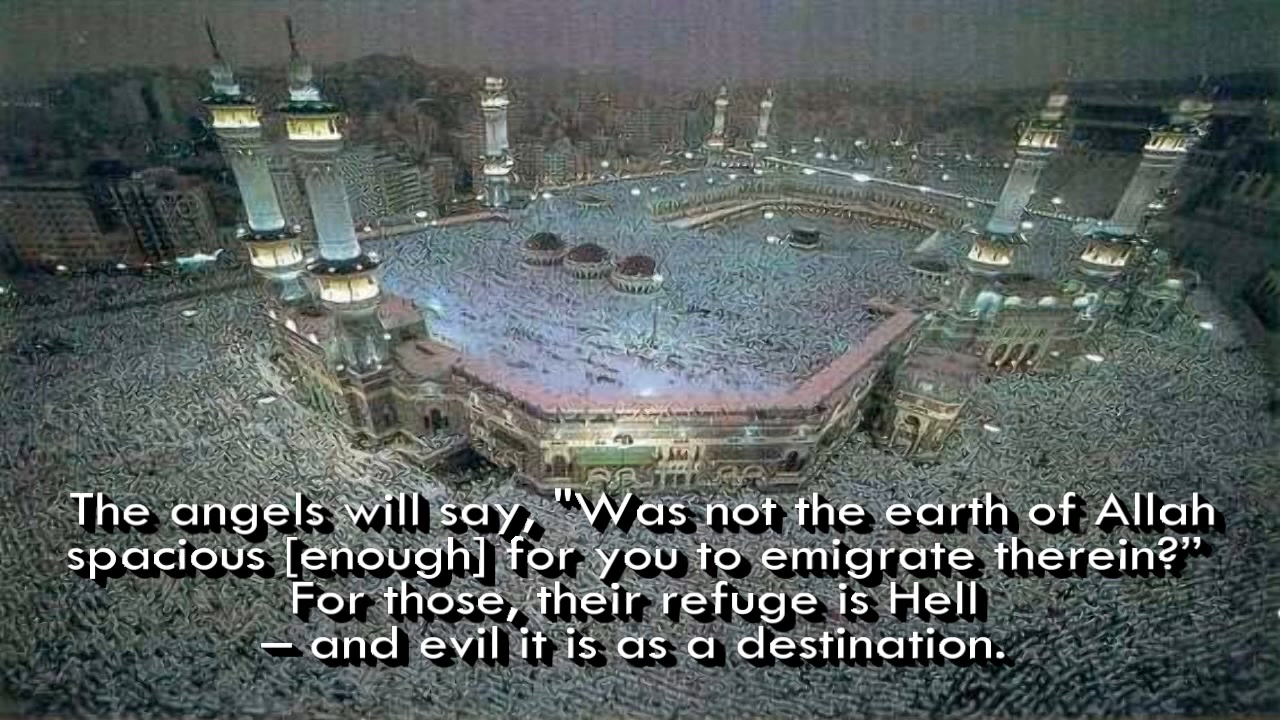 The angels will say, "Was not the earth of Allah
spacious [enough] for you to emigrate therein?”
For those, their refuge is Hell
– and evil it is as a destination.